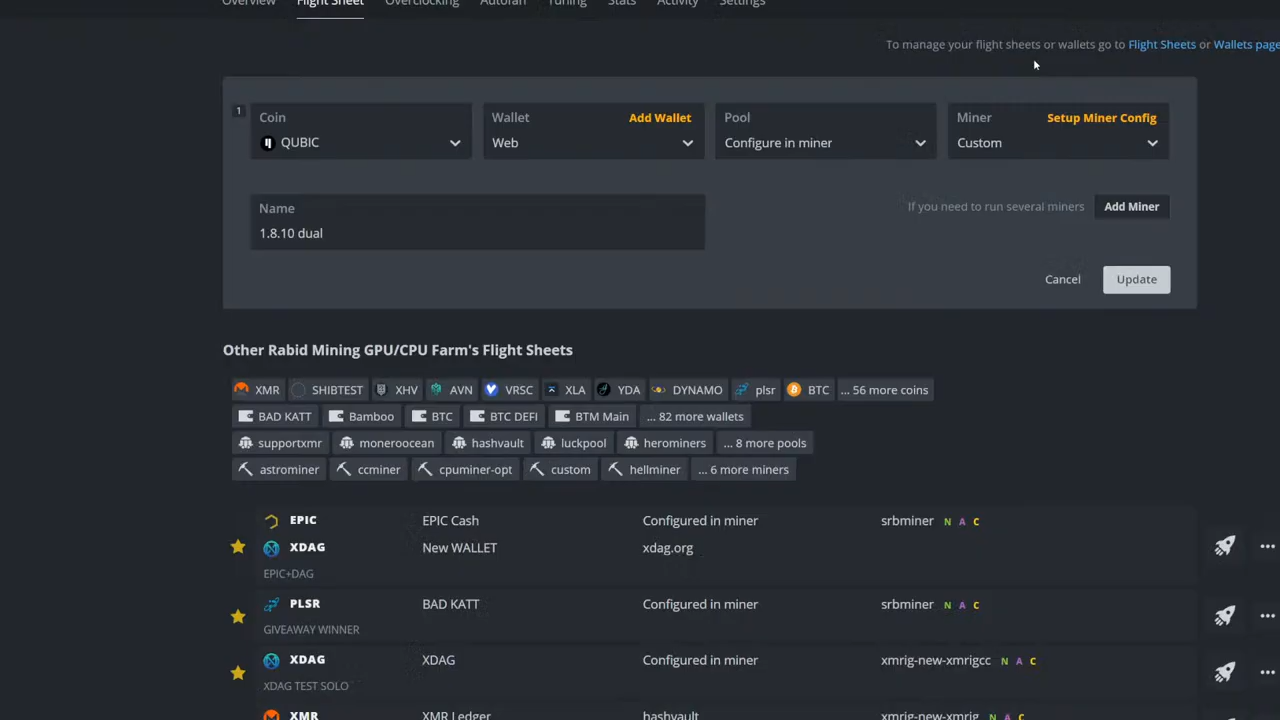 Overview Flight Sheet Overclocking Autofan Tuning Stats Activity Settings
To manage your flight sheets or wallets go to Flight Sheets or Wallets page
1
Coin
QUBIC
Wallet Add Wallet
Web
Pool
Configure in miner
Miner Setup Miner Config
Custom
Name
1.8.10 dual
If you need to run several miners Add Miner
Cancel Update
Other Rabid Mining GPU/CPU Farm's Flight Sheets
XMR SHIBTEST XHV AVN VRSC XLA YDA DYNAMO plsr BTC ... 56 more coins
BAD KATT Bamboo BTC BTC DEFI BTM Main ... 82 more wallets
supportxmr moneroocean hashvault luckpool herominers ... 8 more pools
astrominer ccminer cpuminer-opt custom hellminer ... 6 more miners
EPIC EPIC Cash Configured in miner srbminer N A C
XDAG New WALLET xdag.org
EPIC+DAG
PLSR BAD KATT Configured in miner srbminer N A C
GIVEAWAY WINNER
XDAG XDAG Configured in miner xmrig-new-xmrigcc N A C
XDAG TEST SOLO
XMR XMR Ledger hashvault xmrig-new-xmrig N A C